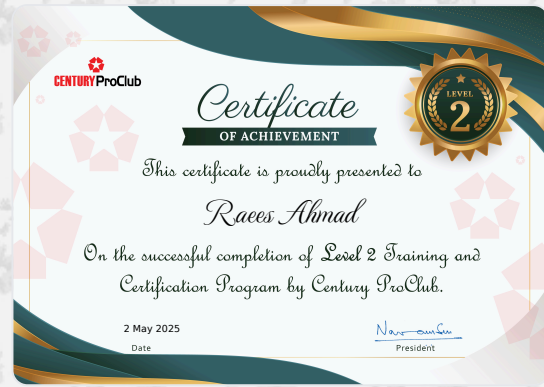 CENTURY ProClub
LEVEL
2
Certificate
OF ACHIEVEMENT
This certificate is proudly presented to
Raees Ahmad
On the successful completion of Level 2 Training and
Certification Program by Century ProClub.
2 May 2025
Date
President